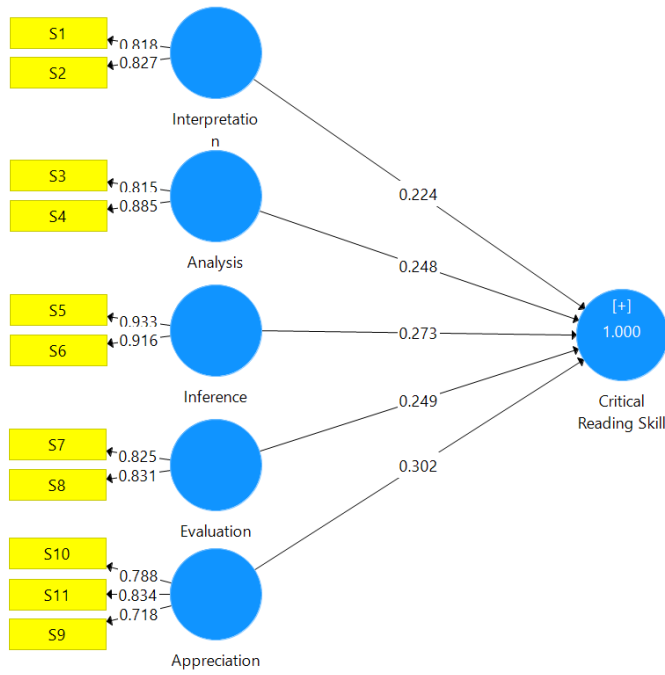 S1
0.818
S2
0.827
Interpretatio
n
S3
0.815
S4
0.885
Analysis
S5
0.933
S6
0.916
Inference
S7
0.825
S8
0.831
Evaluation
S10
0.788
S11
0.834
S9
0.718
Appreciation
0.224
0.248
0.273
0.249
0.302
[+]
1.000
Critical
Reading Skill